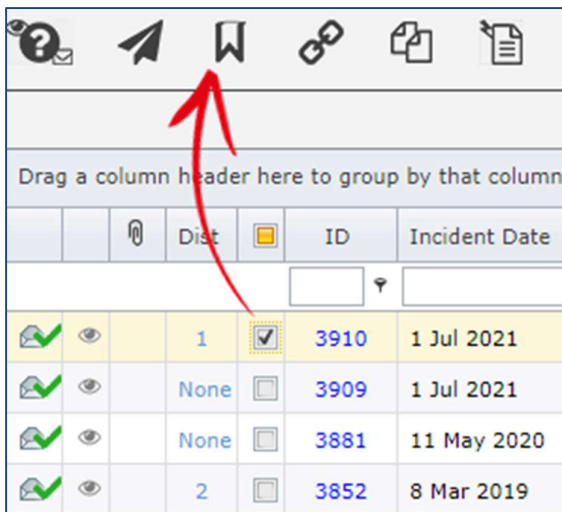 ?
Drag a column header here to group by that column
Dist ID Incident Date
1 3910 1 Jul 2021
None 3909 1 Jul 2021
None 3881 11 May 2020
2 3852 8 Mar 2019